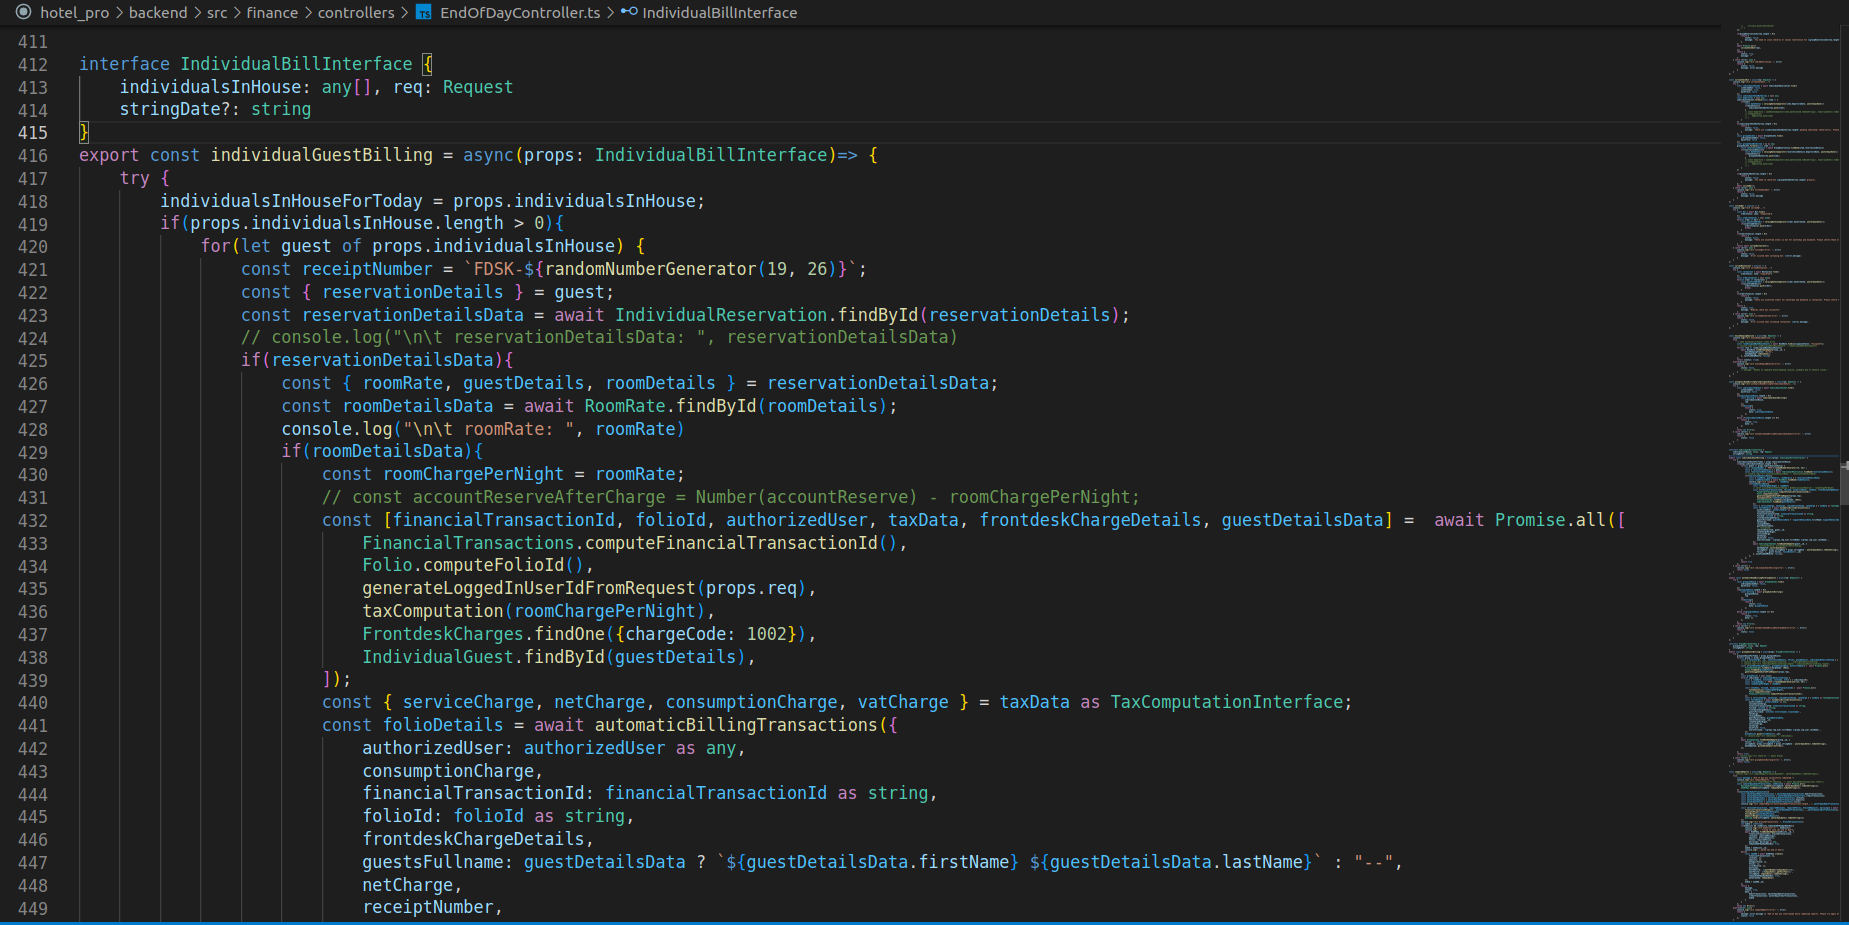 hotel_pro > backend > src > finance > controllers > TS EndOfDayController.ts > IndividualBillInterface
411
412 interface IndividualBillInterface {
413     individualsInHouse: any[], req: Request
414     stringDate?: string
415 }
416 export const individualGuestBilling = async(props: IndividualBillInterface)=> {
417     try {
418         individualsInHouseForToday = props.individualsInHouse;
419         if(props.individualsInHouse.length > 0){
420             for(let guest of props.individualsInHouse) {
421                 const receiptNumber = `FDSK-${randomNumberGenerator(19, 26)}`;
422                 const { reservationDetails } = guest;
423                 const reservationDetailsData = await IndividualReservation.findById(reservationDetails);
424                 // console.log("\n\t reservationDetailsData: ", reservationDetailsData)
425                 if(reservationDetailsData){
426                     const { roomRate, guestDetails, roomDetails } = reservationDetailsData;
427                     const roomDetailsData = await RoomRate.findById(roomDetails);
428                     console.log("\n\t roomRate: ", roomRate)
429                     if(roomDetailsData){
430                         const roomChargePerNight = roomRate;
431                         // const accountReserveAfterCharge = Number(accountReserve) - roomChargePerNight;
432                         const [financialTransactionId, folioId, authorizedUser, taxData, frontdeskChargeDetails, guestDetailsData] =  await Promise.all([
433                             FinancialTransactions.computeFinancialTransactionId(),
434                             Folio.computeFolioId(),
435                             generateLoggedInUserIdFromRequest(props.req),
436                             taxComputation(roomChargePerNight),
437                             FrontdeskCharges.findOne({chargeCode: 1002}),
438                             IndividualGuest.findById(guestDetails),
439                         ]);
440                         const { serviceCharge, netCharge, consumptionCharge, vatCharge } = taxData as TaxComputationInterface;
441                         const folioDetails = await automaticBillingTransactions({
442                             authorizedUser: authorizedUser as any,
443                             consumptionCharge,
444                             financialTransactionId: financialTransactionId as string,
445                             folioId: folioId as string,
446                             frontdeskChargeDetails,
447                             guestsFullname: guestDetailsData ? `${guestDetailsData.firstName} ${guestDetailsData.lastName}` : "--",
448                             netCharge,
449                             receiptNumber,